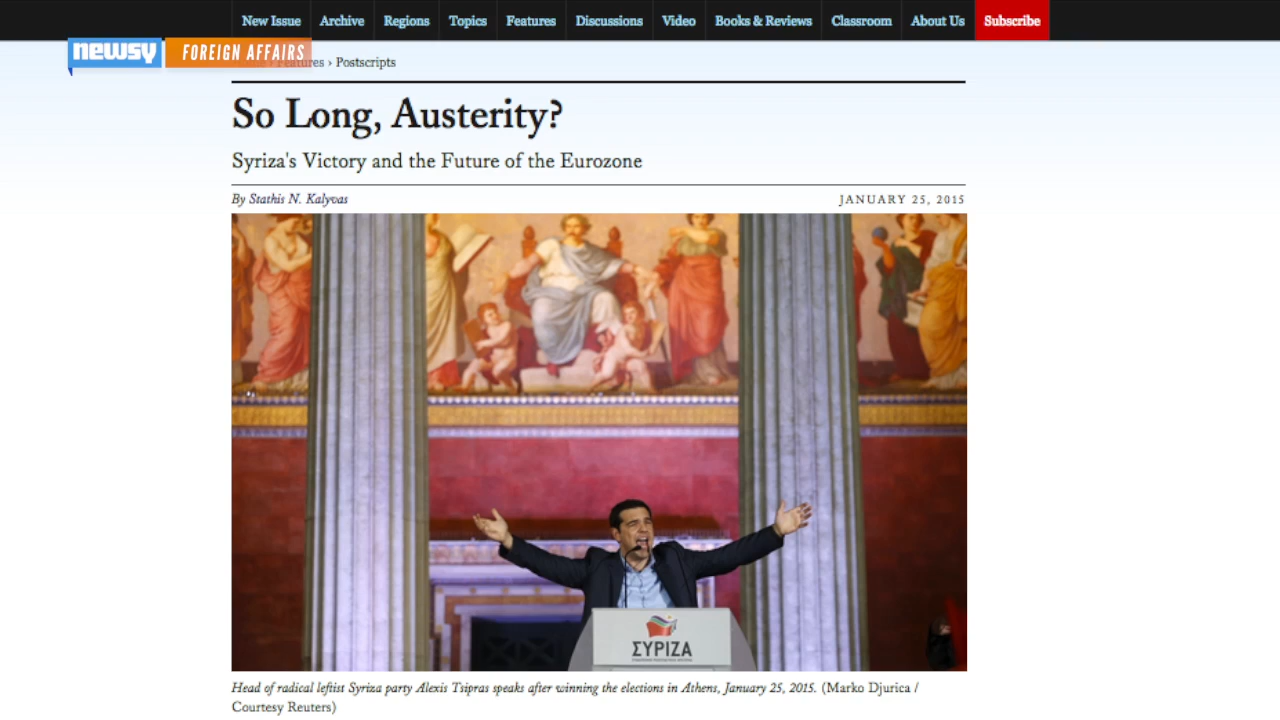 New Issue Archive Regions Topics Features Discussions Video Books & Reviews Classroom About Us Subscribe
newsy FOREIGN AFFAIRS
Features › Postscripts
So Long, Austerity?
Syriza's Victory and the Future of the Eurozone
By Stathis N. Kalyvas JANUARY 25, 2015
ΣΥΡΙΖΑ
Head of radical leftist Syriza party Alexis Tsipras speaks after winning the elections in Athens, January 25, 2015. (Marko Djurica /
Courtesy Reuters)